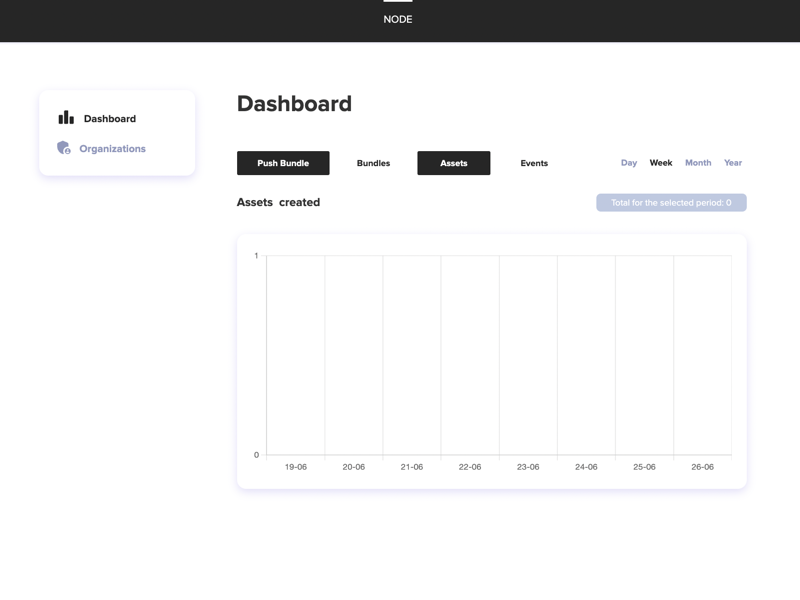 NODE
Dashboard
Organizations
Dashboard
Push Bundle Bundles Assets Events Day Week Month Year
Assets created Total for the selected period: 0
1
0
19-06 20-06 21-06 22-06 23-06 24-06 25-06 26-06